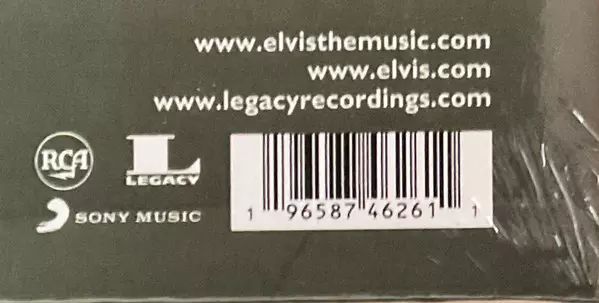 www.elvisthemusic.com
www.elvis.com
www.legacyrecordings.com
RCA
L
LEGACY
SONY MUSIC
1 96587 46261 1